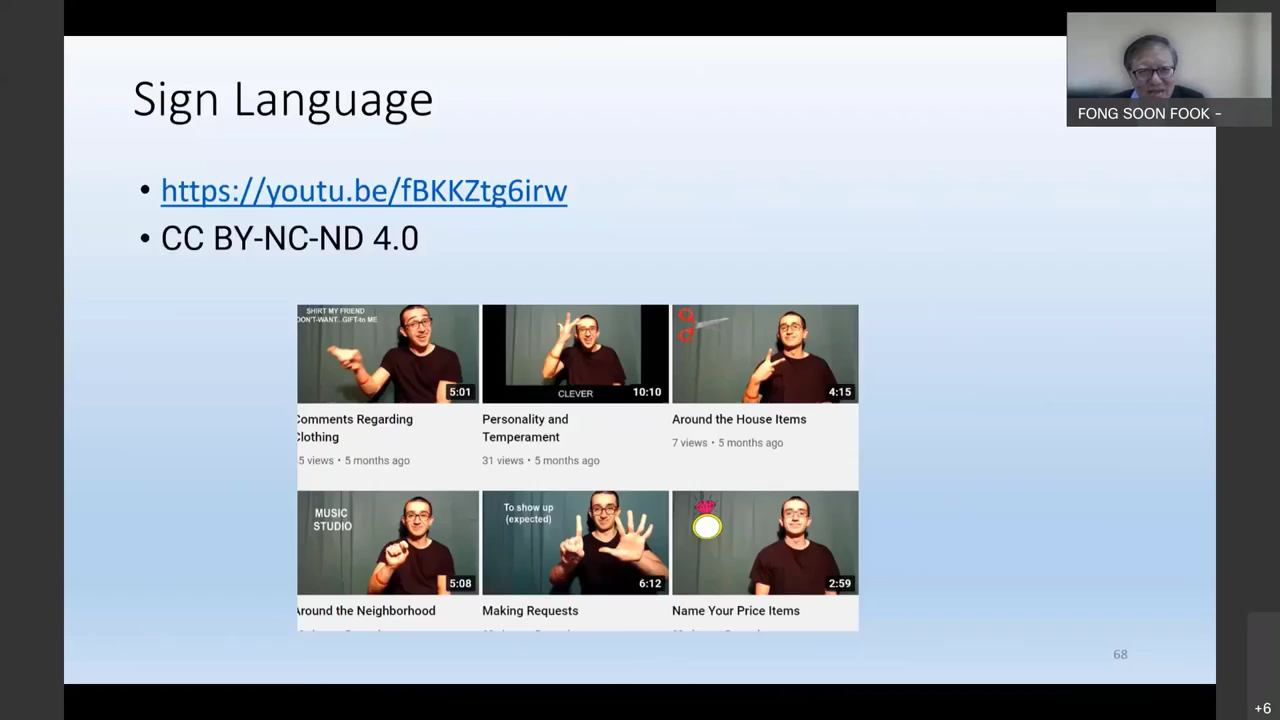 FONG SOON FOOK -
Sign Language
• https://youtu.be/fBKKZtg6irw
• CC BY-NC-ND 4.0
SHIRT MY FRIEND
DON'T-WANT...GIFT-to ME
5:01
CLEVER
10:10
4:15
Comments Regarding
Clothing
5 views • 5 months ago
Personality and
Temperament
31 views • 5 months ago
Around the House Items
7 views • 5 months ago
MUSIC
STUDIO
5:08
To show up
(expected)
6:12
2:59
Around the Neighborhood
Making Requests
Name Your Price Items
68
+6